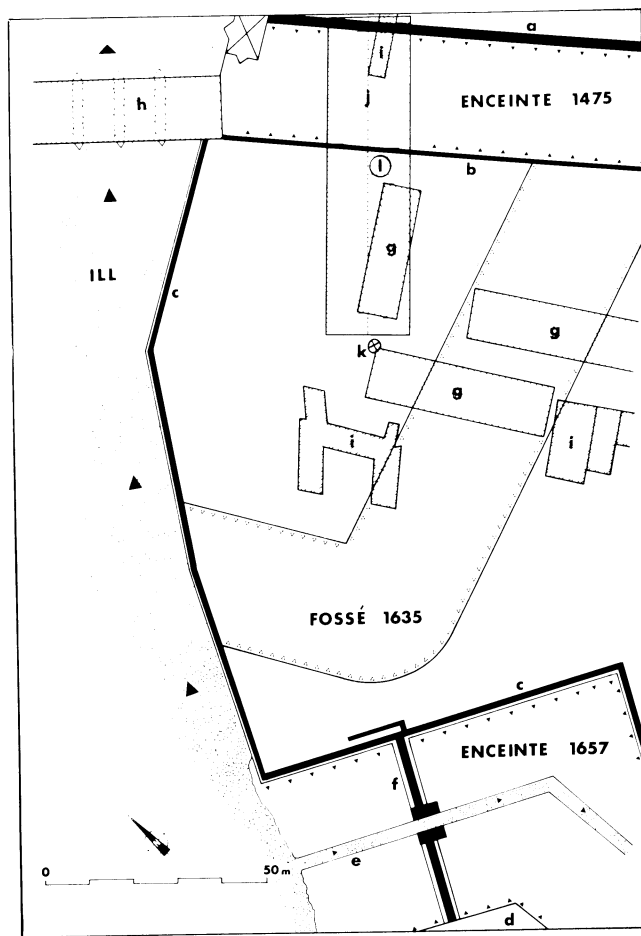 a
i
j
ENCEINTE 1475
h
l
b
g
ILL
c
g
k
g
i
i
FOSSÉ 1635
c
ENCEINTE 1657
f
e
0
50 m
d